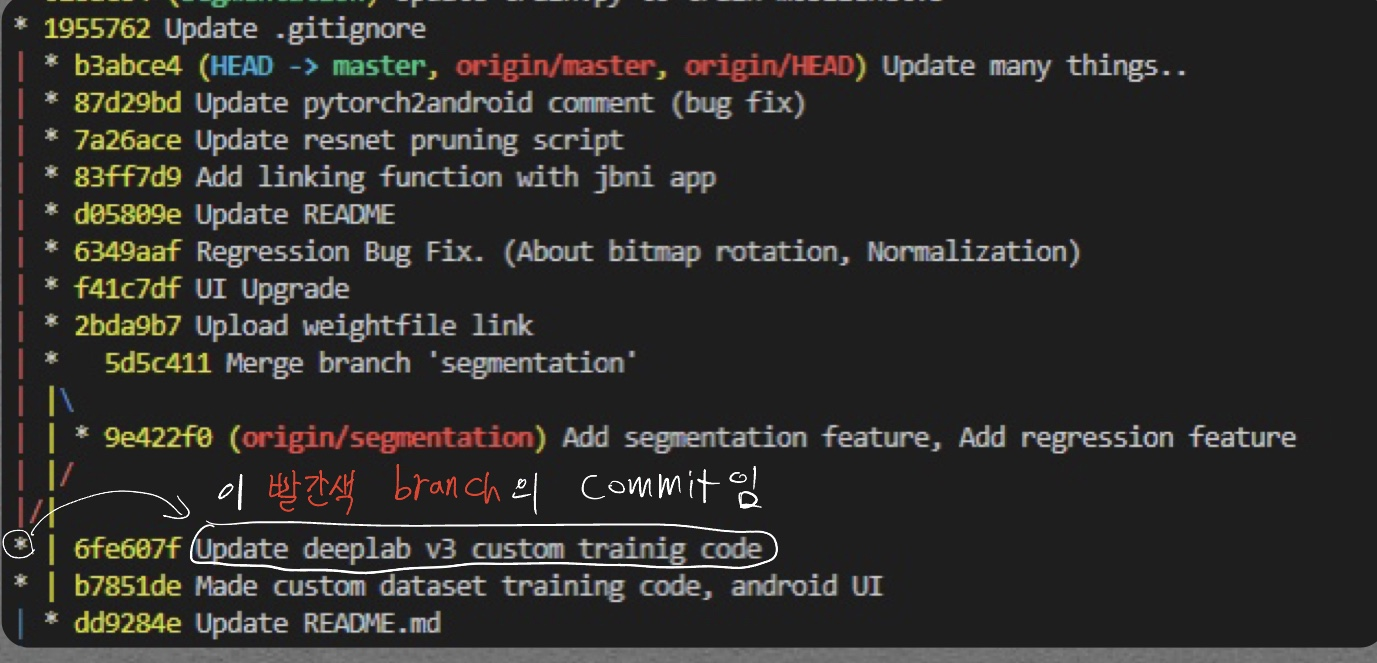 * 1955762 Update .gitignore
| * b3abce4 (HEAD -> master, origin/master, origin/HEAD) Update many things..
| * 87d29bd Update pytorch2android comment (bug fix)
| * 7a26ace Update resnet pruning script
| * 83ff7d9 Add linking function with jbni app
| * d05809e Update README
| * 6349aaf Regression Bug Fix. (About bitmap rotation, Normalization)
| * f41c7df UI Upgrade
| * 2bda9b7 Upload weightfile link
| *   5d5c411 Merge branch 'segmentation'
| |\
| | * 9e422f0 (origin/segmentation) Add segmentation feature, Add regression feature
| |/
이 빨간색 branch의 commit임
|/|
* | 6fe607f Update deeplab v3 custom trainig code
* | b7851de Made custom dataset training code, android UI
| * dd9284e Update README.md